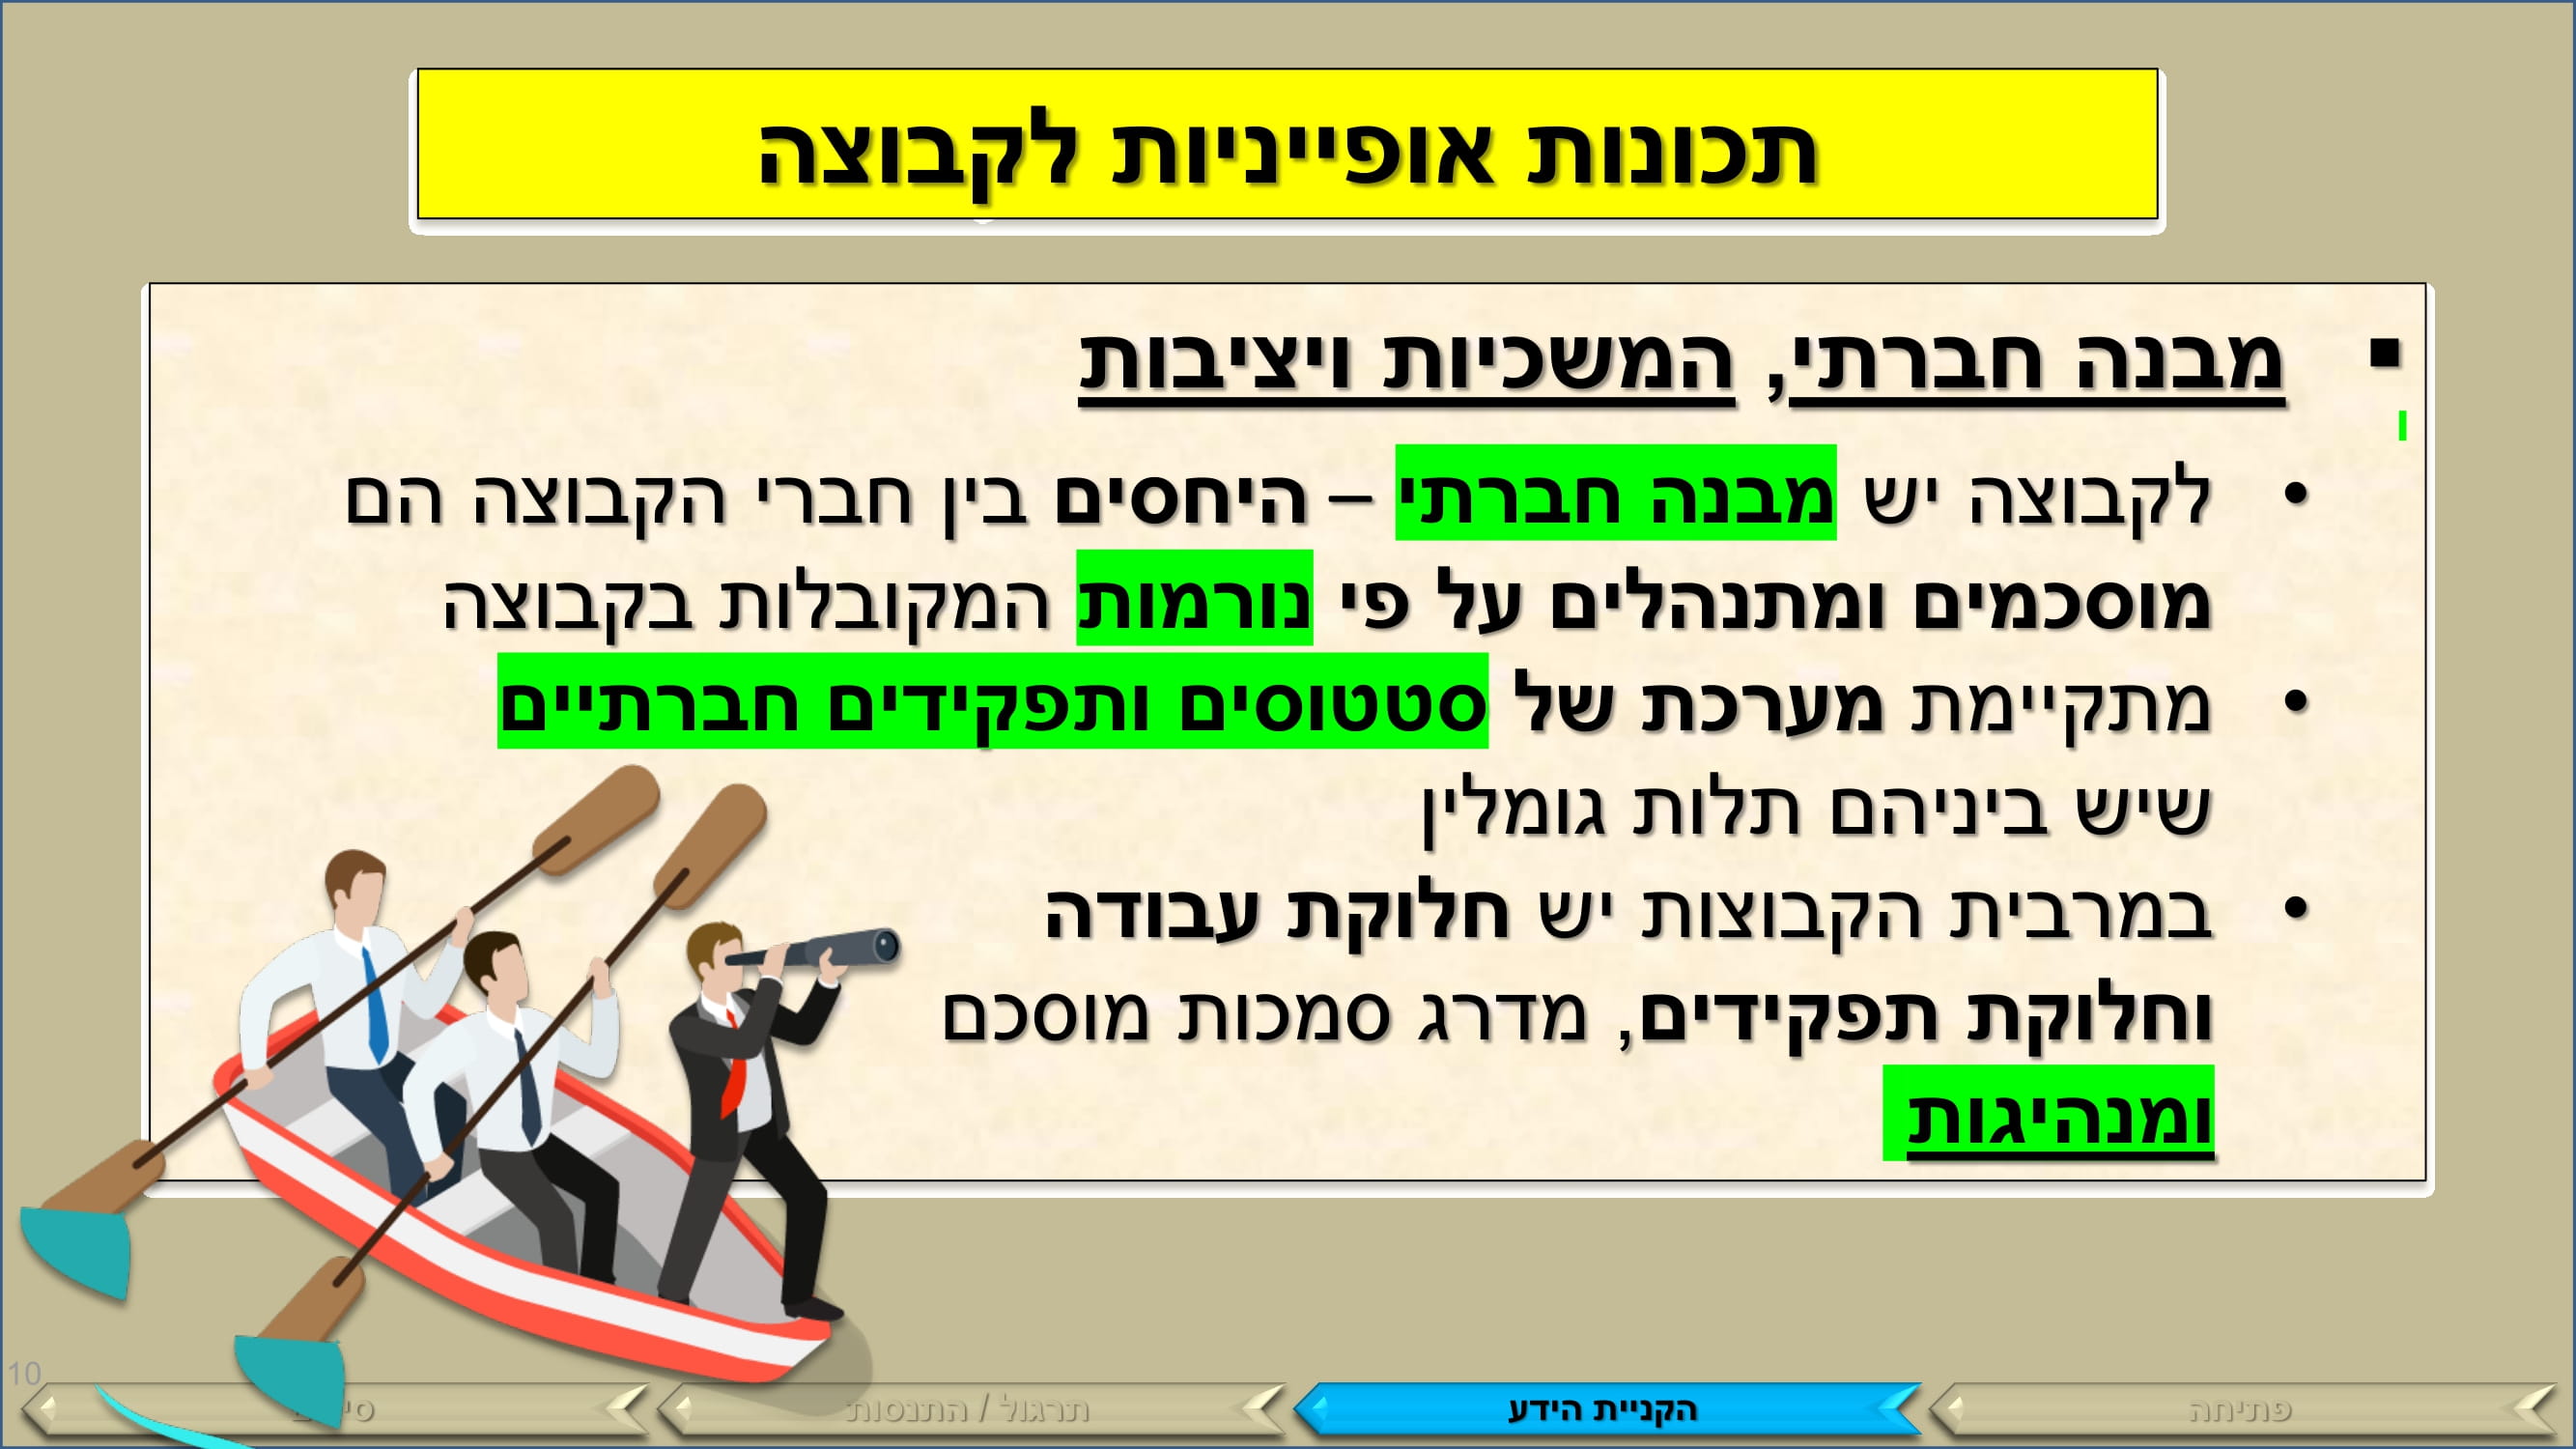 תכונות אופייניות לקבוצה
▪ מבנה חברתי, המשכיות ויציבות
• לקבוצה יש מבנה חברתי – היחסים בין חברי הקבוצה הם
מוסכמים ומתנהלים על פי נורמות המקובלות בקבוצה
• מתקיימת מערכת של סטטוסים ותפקידים חברתיים
שיש ביניהם תלות גומלין
• במרבית הקבוצות יש חלוקת עבודה
וחלוקת תפקידים, מדרג סמכות מוסכם
ומנהיגות
10
פתיחה
הקניית הידע
תרגול / התנסות